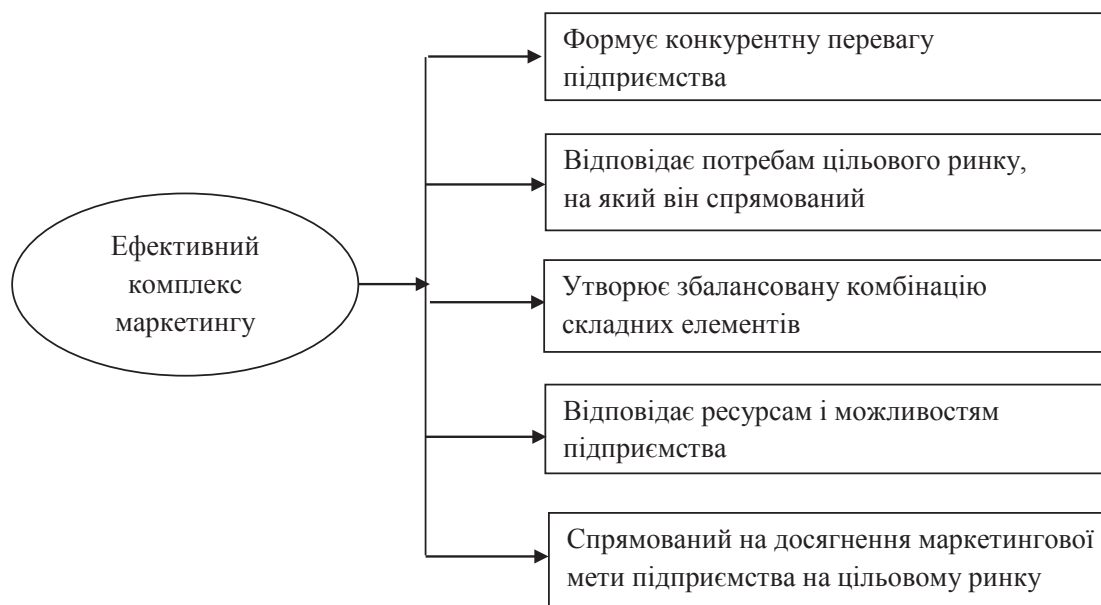 Формує конкурентну перевагу
підприємства
Відповідає потребам цільового ринку,
на який він спрямований
Ефективний
комплекс
маркетингу
Утворює збалансовану комбінацію
складних елементів
Відповідає ресурсам і можливостям
підприємства
Спрямований на досягнення маркетингової
мети підприємства на цільовому ринку